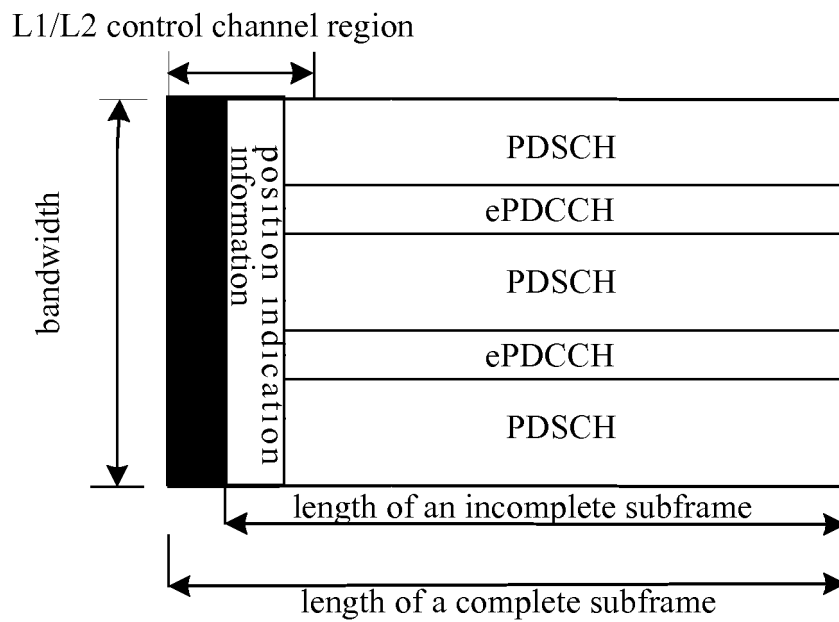 L1/L2 control channel region
bandwidth
position indication
information
PDSCH
ePDCCH
PDSCH
ePDCCH
PDSCH
length of an incomplete subframe
length of a complete subframe